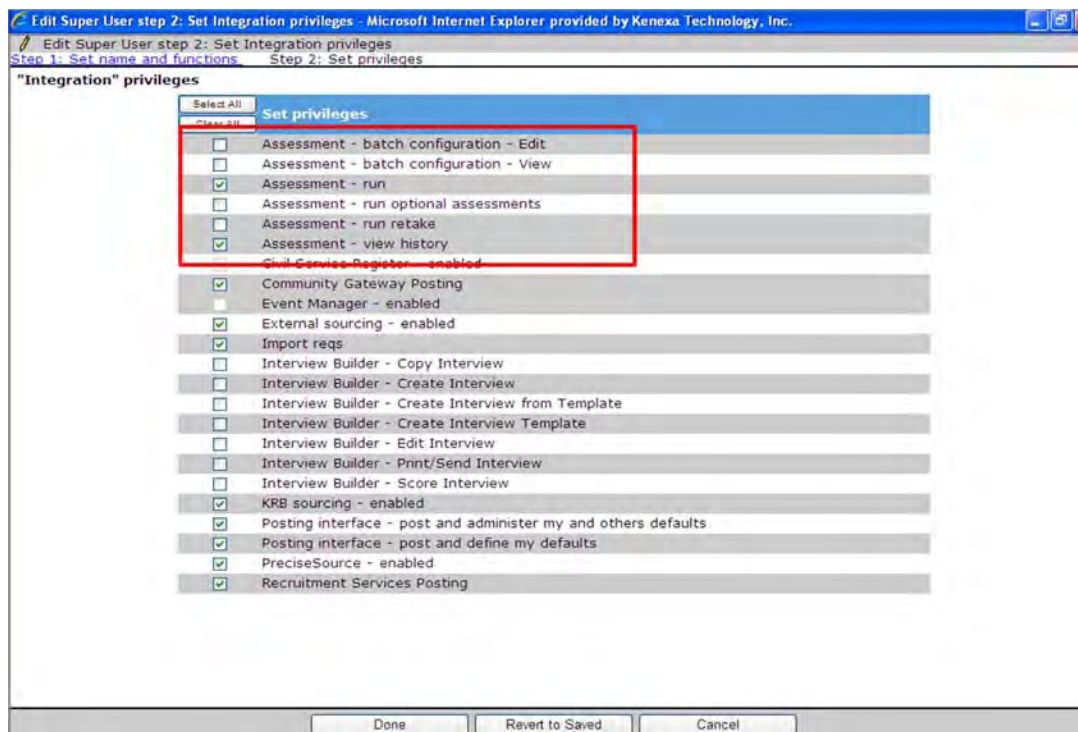 Edit Super User step 2: Set Integration privileges - Microsoft Internet Explorer provided by Kenexa Technology, Inc.
Edit Super User step 2: Set Integration privileges
Step 1: Set name and functions Step 2: Set privileges
"Integration" privileges
Select All
Clear All
Set privileges
Assessment - batch configuration - Edit
Assessment - batch configuration - View
Assessment - run
Assessment - run optional assessments
Assessment - run retake
Assessment - view history
Civil Service Register - enabled
Community Gateway Posting
Event Manager - enabled
External sourcing - enabled
Import reqs
Interview Builder - Copy Interview
Interview Builder - Create Interview
Interview Builder - Create Interview from Template
Interview Builder - Create Interview Template
Interview Builder - Edit Interview
Interview Builder - Print/Send Interview
Interview Builder - Score Interview
KRB sourcing - enabled
Posting interface - post and administer my and others defaults
Posting interface - post and define my defaults
PreciseSource - enabled
Recruitment Services Posting
Done Revert to Saved Cancel